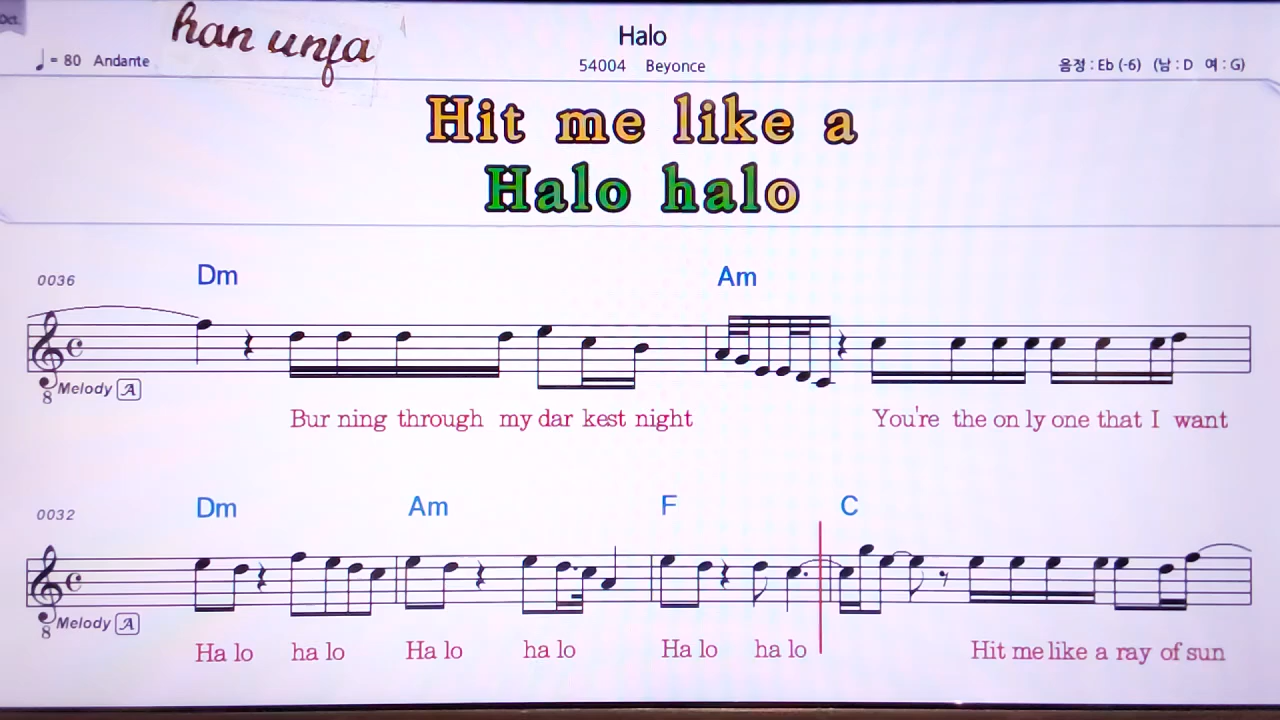 Oct.
han unfa
Halo
♩ = 80 Andante
54004 Beyonce
음정 : Eb (-6) (남 : D 여 : G)
Hit me like a
Halo halo
0036
Dm Am
8 Melody A
Bur ning through my dar kest night You're the on ly one that I want
0032
Dm Am F C
8 Melody A
Ha lo ha lo Ha lo ha lo Ha lo ha lo Hit me like a ray of sun